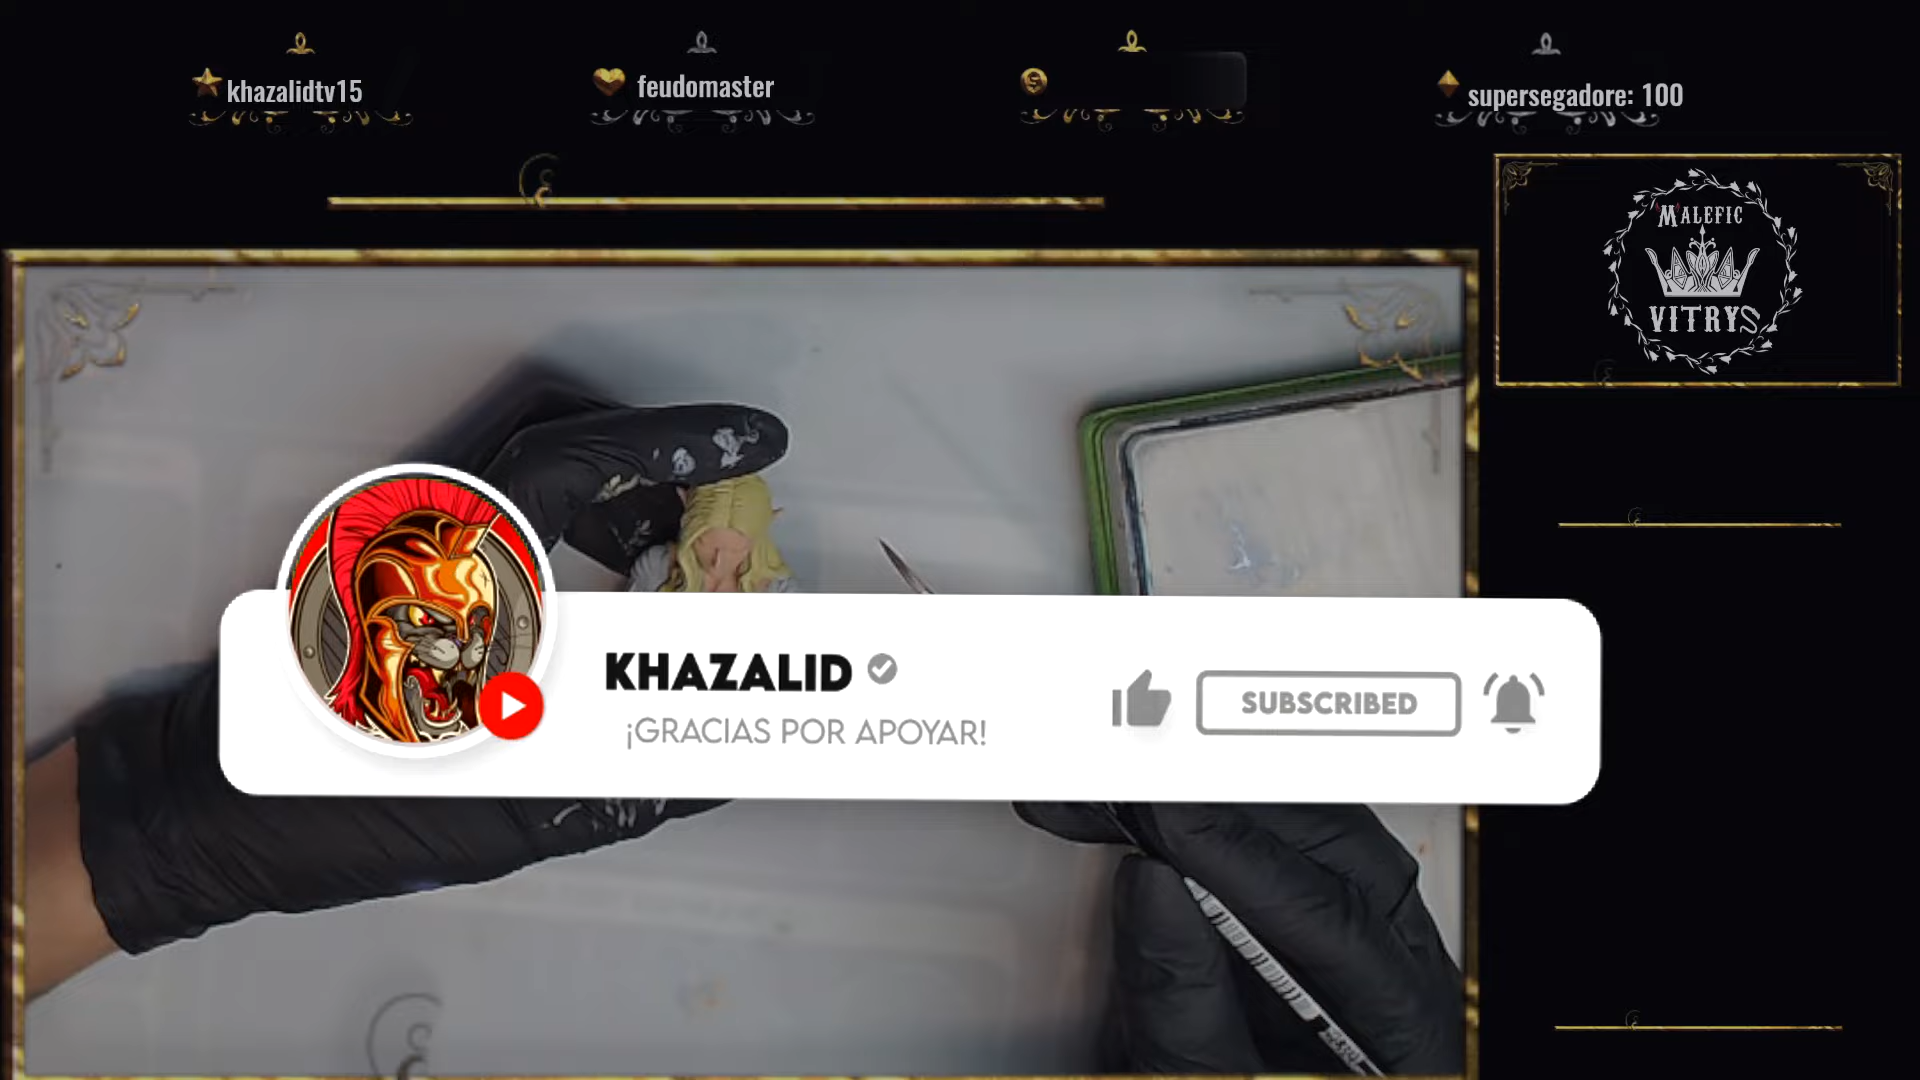 khazalidtv15
feudomaster
supersegadore: 100
MALEFIC
VITRYS
KHAZALID
¡GRACIAS POR APOYAR!
SUBSCRIBED